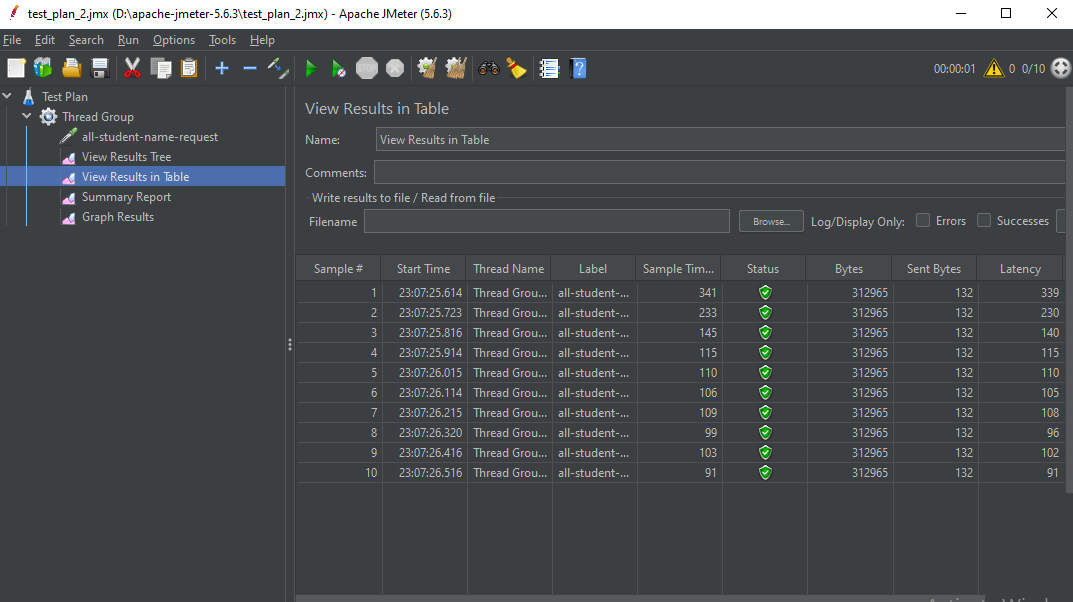 test_plan_2.jmx (D:\apache-jmeter-5.6.3\test_plan_2.jmx) - Apache JMeter (5.6.3)
File Edit Search Run Options Tools Help
00:00:01 0 0/10
Test Plan
Thread Group
all-student-name-request
View Results Tree
View Results in Table
Summary Report
Graph Results
View Results in Table
Name: View Results in Table
Comments:
Write results to file / Read from file
Filename Browse... Log/Display Only: Errors Successes
Sample # Start Time Thread Name Label Sample Tim... Status Bytes Sent Bytes Latency
1 23:07:25.614 Thread Grou... all-student-... 341 312965 132 339
2 23:07:25.723 Thread Grou... all-student-... 233 312965 132 230
3 23:07:25.816 Thread Grou... all-student-... 145 312965 132 140
4 23:07:25.914 Thread Grou... all-student-... 115 312965 132 115
5 23:07:26.015 Thread Grou... all-student-... 110 312965 132 110
6 23:07:26.114 Thread Grou... all-student-... 106 312965 132 105
7 23:07:26.215 Thread Grou... all-student-... 109 312965 132 108
8 23:07:26.320 Thread Grou... all-student-... 99 312965 132 96
9 23:07:26.416 Thread Grou... all-student-... 103 312965 132 102
10 23:07:26.516 Thread Grou... all-student-... 91 312965 132 91